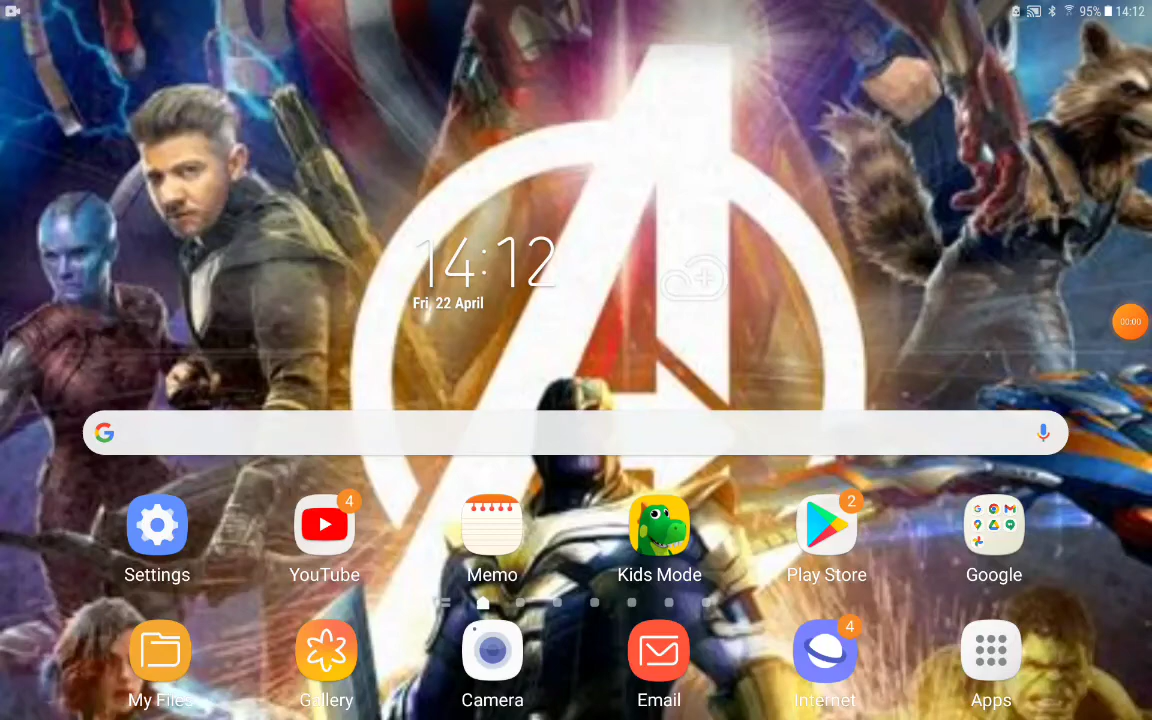 95% 14:12
14:12
Fri, 22 April
00:00
4
2
Settings YouTube Memo Kids Mode Play Store Google
4
My Files Gallery Camera Email Internet Apps